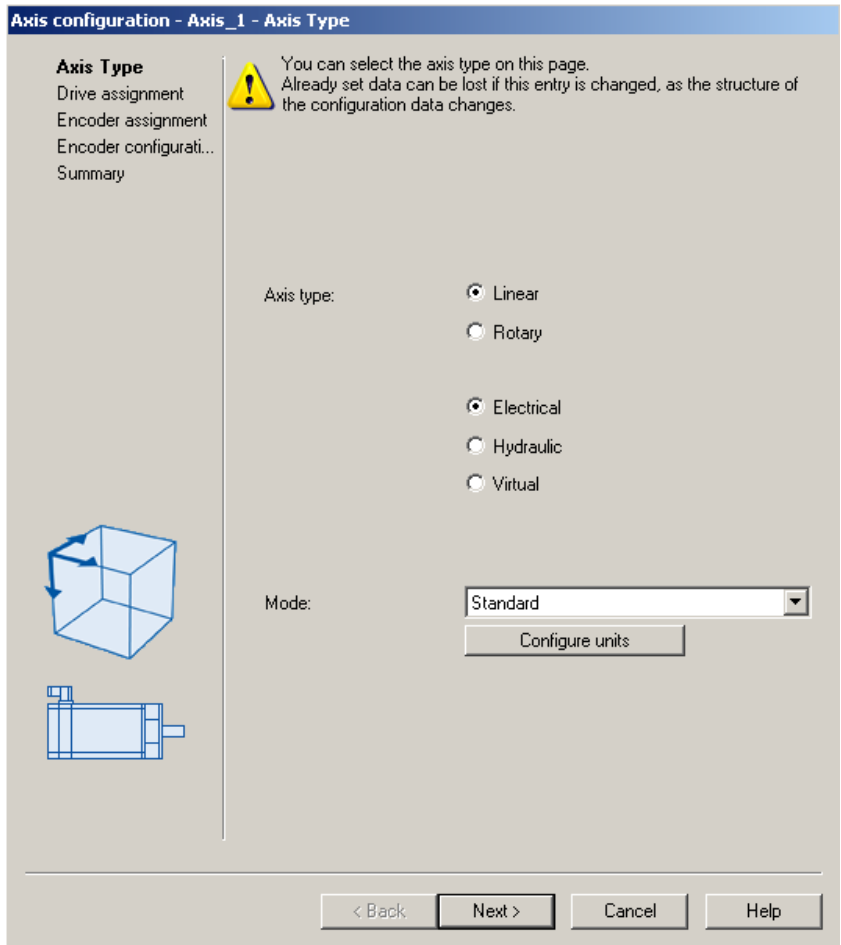 Axis configuration - Axis_1 - Axis Type
Axis Type
Drive assignment
Encoder assignment
Encoder configurati...
Summary
You can select the axis type on this page.
Already set data can be lost if this entry is changed, as the structure of
the configuration data changes.
Axis type:
Linear
Rotary
Electrical
Hydraulic
Virtual
Mode:
Standard
Configure units
< Back
Next >
Cancel
Help